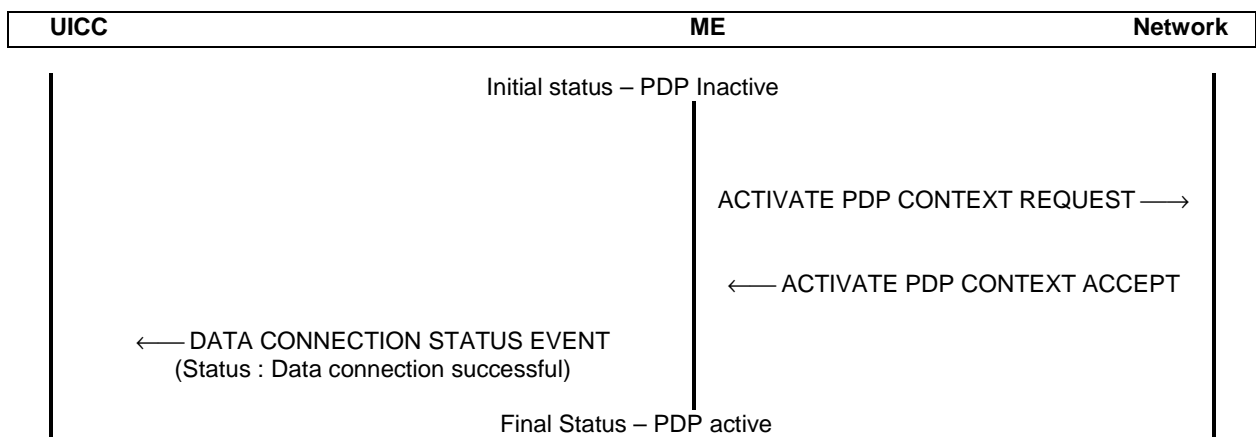 UICC ME Network
Initial status – PDP Inactive
ACTIVATE PDP CONTEXT REQUEST ⟶
⟵ ACTIVATE PDP CONTEXT ACCEPT
⟵ DATA CONNECTION STATUS EVENT
(Status : Data connection successful)
Final Status – PDP active